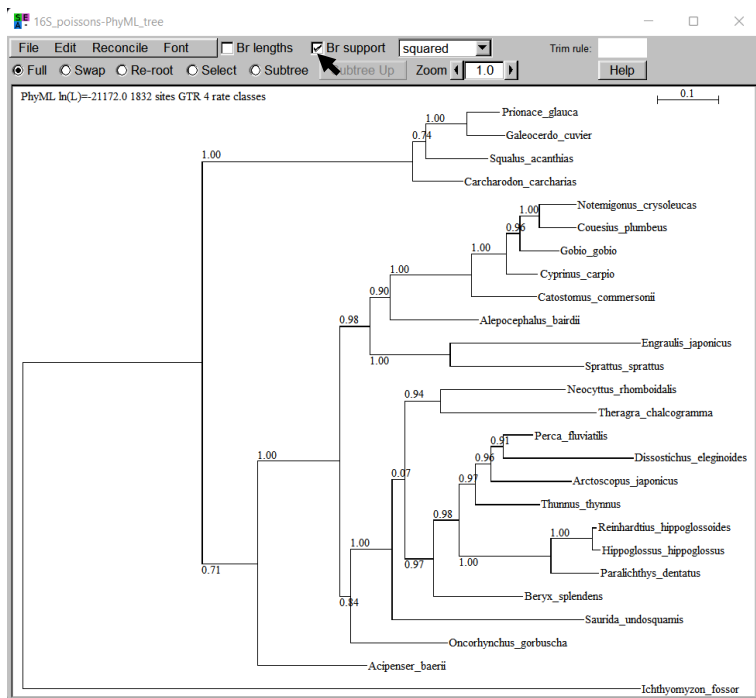 16S_poissons-PhyML_tree
File Edit Reconcile Font Br lengths Br support squared Trim rule:
Full Swap Re-root Select Subtree Subtree Up Zoom 1.0 Help
PhyML ln(L)=-21172.0 1832 sites GTR 4 rate classes
0.1
Prionace_glauca
1.00
Galeocerdo_cuvier
0.74
1.00
Squalus_acanthias
Carcharodon_carcharias
Notemigonus_crysoleucas
1.00
0.96
Couesius_plumbeus
1.00
Gobio_gobio
1.00
Cyprinus_carpio
0.90
Catostomus_commersonii
0.98
Alepocephalus_bairdii
Engraulis_japonicus
1.00
Sprattus_sprattus
0.94
Neocyttus_rhomboidalis
Theragra_chalcogramma
0.91
Perca_fluviatilis
1.00
0.96
Dissostichus_eleginoides
0.07
0.97
Arctoscopus_japonicus
Thunnus_thynnus
0.98
Reinhardtius_hippoglossoides
1.00
1.00
Hippoglossus_hippoglossus
0.71
0.97
1.00
Paralichthys_dentatus
0.84
Beryx_splendens
Saurida_undosquamis
Oncorhynchus_gorbuscha
Acipenser_baerii
Ichthyomyzon_fossor